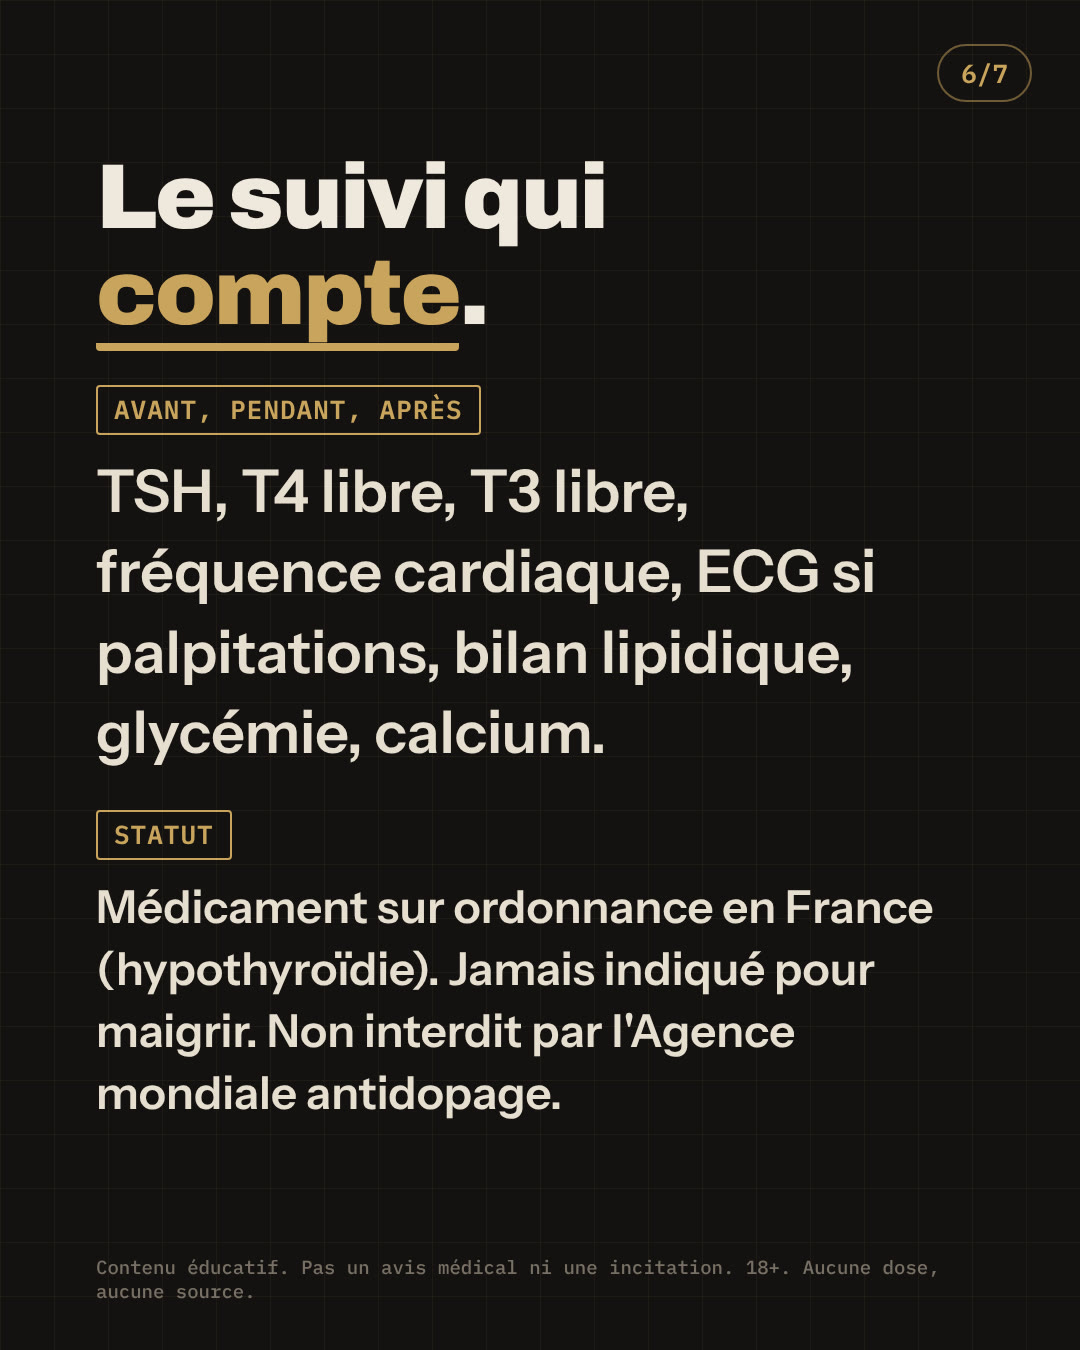 6/7
Le suivi qui
compte.
AVANT, PENDANT, APRÈS
TSH, T4 libre, T3 libre,
fréquence cardiaque, ECG si
palpitations, bilan lipidique,
glycémie, calcium.
STATUT
Médicament sur ordonnance en France
(hypothyroïdie). Jamais indiqué pour
maigrir. Non interdit par l'Agence
mondiale antidopage.
Contenu éducatif. Pas un avis médical ni une incitation. 18+. Aucune dose,
aucune source.